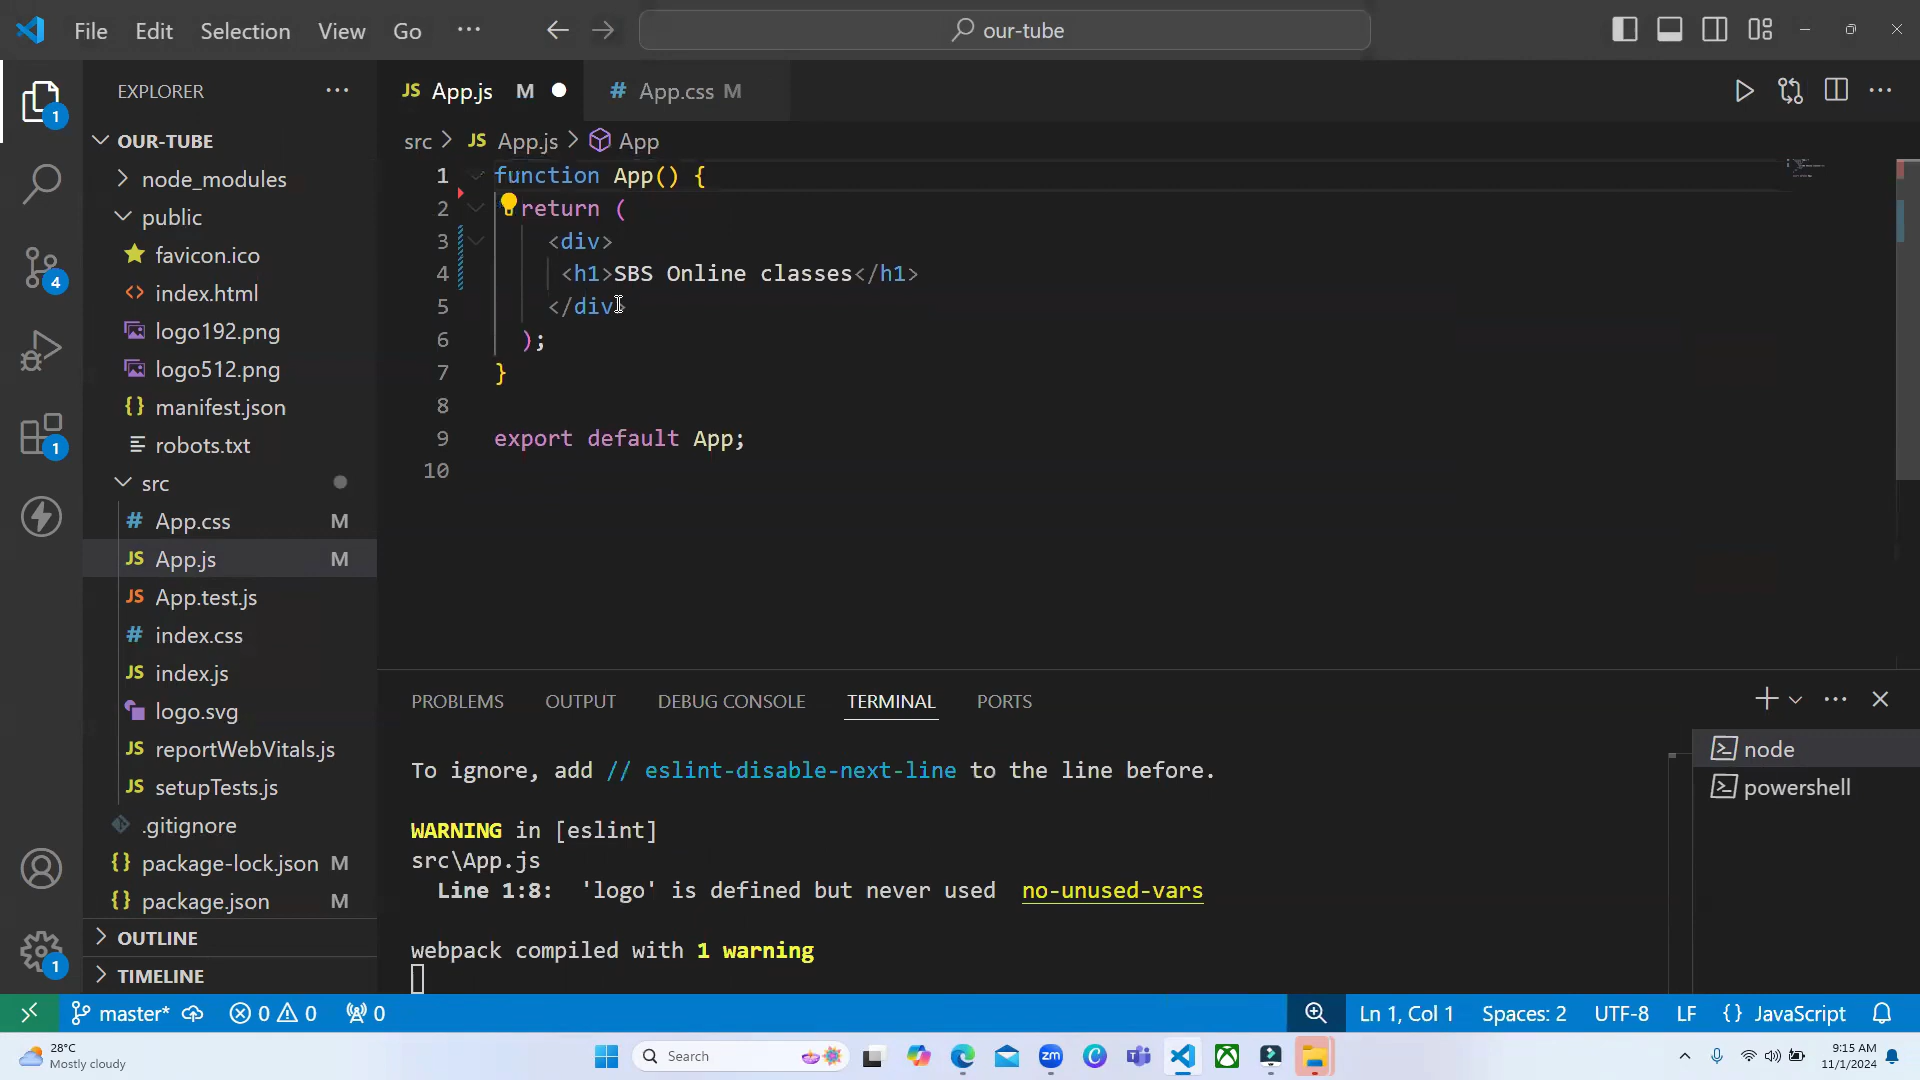 File Edit Selection View Go ··· our-tube
EXPLORER ···
OUR-TUBE
node_modules
public
favicon.ico
index.html
logo192.png
logo512.png
manifest.json
robots.txt
src
App.css M
App.js M
App.test.js
index.css
index.js
logo.svg
reportWebVitals.js
setupTests.js
.gitignore
package-lock.json M
package.json M
OUTLINE
TIMELINE
1
4
1
1
JS App.js M # App.css M
src > JS App.js > App
1 function App() {
2 return (
3 <div>
4 <h1>SBS Online classes</h1>
5 </div>
6 );
7 }
8
9 export default App;
10
PROBLEMS OUTPUT DEBUG CONSOLE TERMINAL PORTS
To ignore, add // eslint-disable-next-line to the line before.
WARNING in [eslint]
src\App.js
Line 1:8: 'logo' is defined but never used no-unused-vars
webpack compiled with 1 warning
node
powershell
master* 0 0 0 Ln 1, Col 1 Spaces: 2 UTF-8 LF {} JavaScript
28°C
Mostly cloudy
Search
9:15 AM
11/1/2024